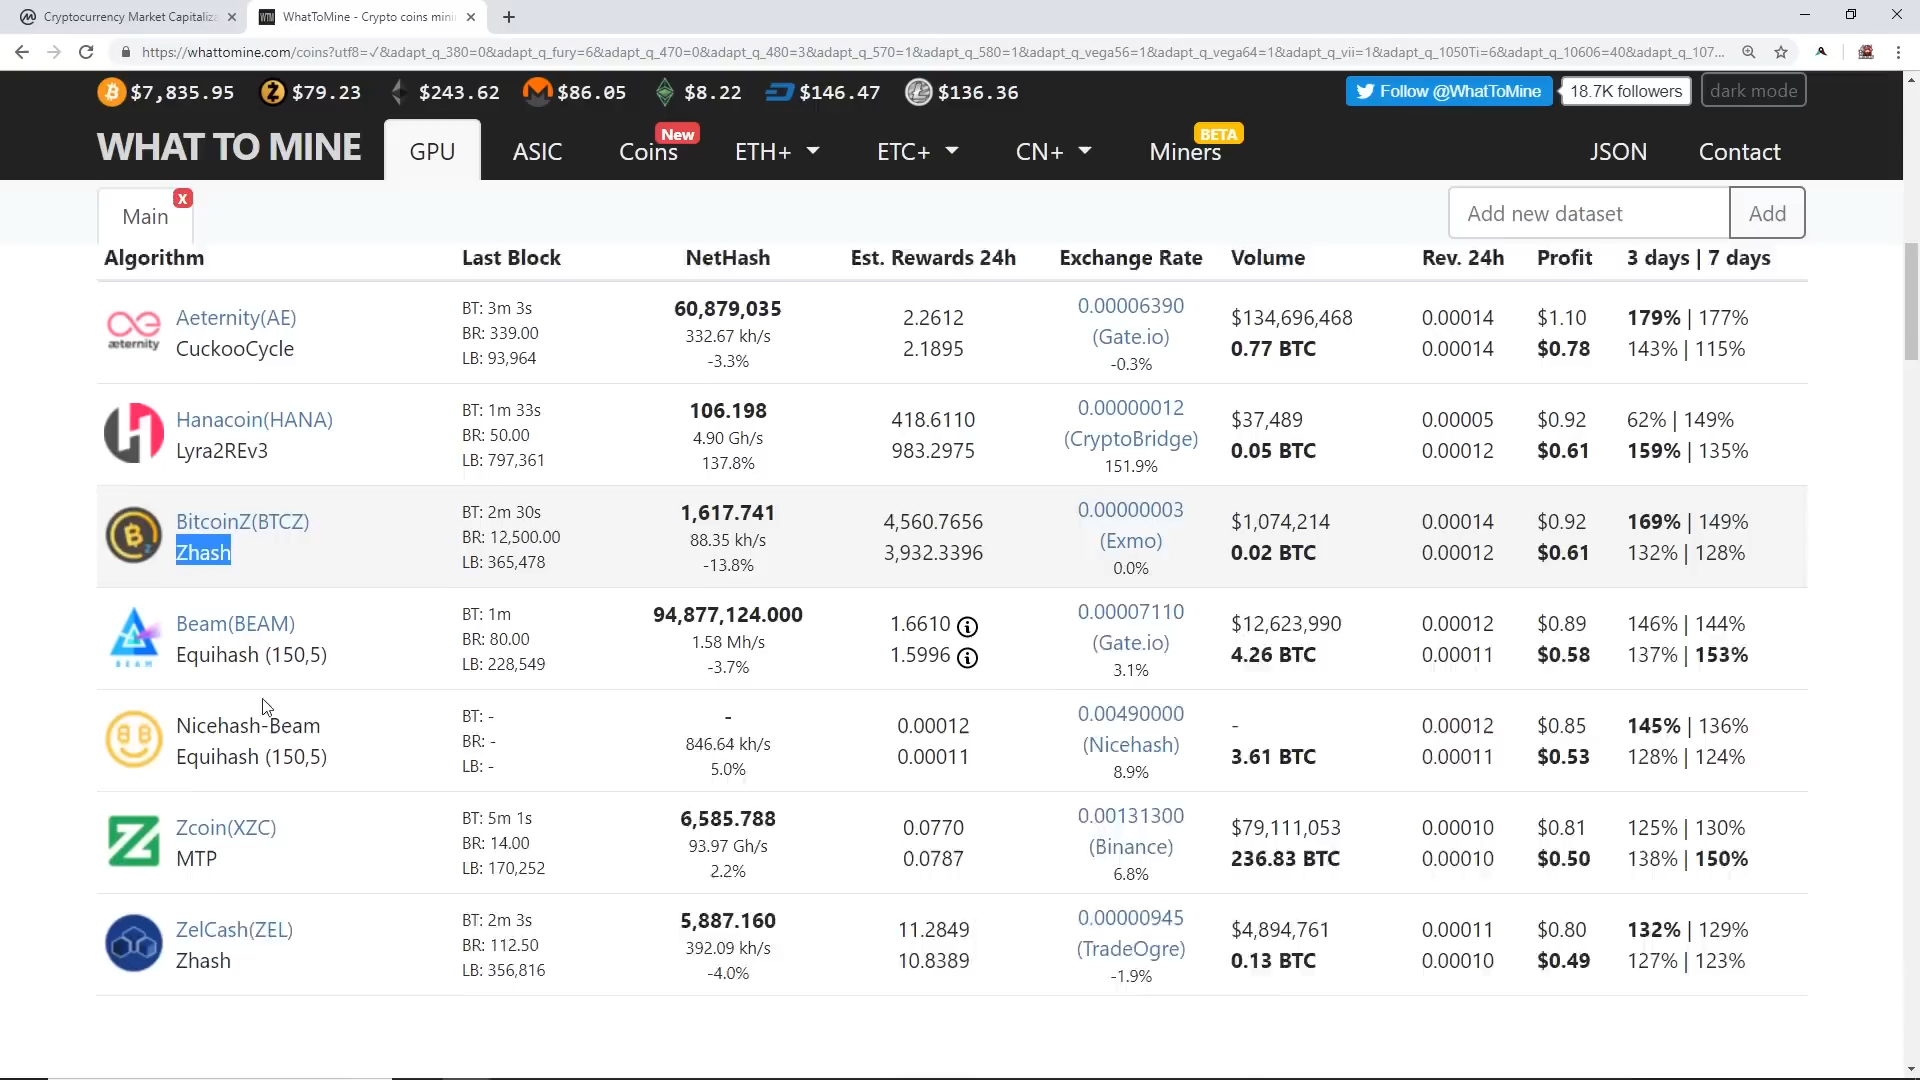 Cryptocurrency Market Capitaliza
WhatToMine - Crypto coins mini
https://whattomine.com/coins?utf8=✓&adapt_q_380=0&adapt_q_fury=6&adapt_q_470=0&adapt_q_480=3&adapt_q_570=1&adapt_q_580=1&adapt_q_vega56=1&adapt_q_vega64=1&adapt_q_vii=1&adapt_q_1050Ti=6&adapt_q_10606=40&adapt_q_107...
$7,835.95 $79.23 $243.62 $86.05 $8.22 $146.47 $136.36 Follow @WhatToMine 18.7K followers dark mode
WHAT TO MINE GPU ASIC Coins New ETH+ ETC+ CN+ Miners BETA JSON Contact
Main x Add new dataset Add
Algorithm Last Block NetHash Est. Rewards 24h Exchange Rate Volume Rev. 24h Profit 3 days | 7 days
Aeternity(AE) BT: 3m 3s 60,879,035 2.2612 0.00006390 $134,696,468 0.00014 $1.10 179% | 177%
æternity CuckooCycle BR: 339.00 332.67 kh/s 2.1895 (Gate.io) 0.77 BTC 0.00014 $0.78 143% | 115%
LB: 93,964 -3.3% -0.3%
Hanacoin(HANA) BT: 1m 33s 106.198 418.6110 0.00000012 $37,489 0.00005 $0.92 62% | 149%
Lyra2REv3 BR: 50.00 4.90 Gh/s 983.2975 (CryptoBridge) 0.05 BTC 0.00012 $0.61 159% | 135%
LB: 797,361 137.8% 151.9%
BitcoinZ(BTCZ) BT: 2m 30s 1,617.741 4,560.7656 0.00000003 $1,074,214 0.00014 $0.92 169% | 149%
Zhash BR: 12,500.00 88.35 kh/s 3,932.3396 (Exmo) 0.02 BTC 0.00012 $0.61 132% | 128%
LB: 365,478 -13.8% 0.0%
Beam(BEAM) BT: 1m 94,877,124.000 1.6610 0.00007110 $12,623,990 0.00012 $0.89 146% | 144%
BEAM Equihash (150,5) BR: 80.00 1.58 Mh/s 1.5996 (Gate.io) 4.26 BTC 0.00011 $0.58 137% | 153%
LB: 228,549 -3.7% 3.1%
Nicehash-Beam BT: - - 0.00012 0.00490000 - 0.00012 $0.85 145% | 136%
Equihash (150,5) BR: - 846.64 kh/s 0.00011 (Nicehash) 3.61 BTC 0.00011 $0.53 128% | 124%
LB: - 5.0% 8.9%
Zcoin(XZC) BT: 5m 1s 6,585.788 0.0770 0.00131300 $79,111,053 0.00010 $0.81 125% | 130%
MTP BR: 14.00 93.97 Gh/s 0.0787 (Binance) 236.83 BTC 0.00010 $0.50 138% | 150%
LB: 170,252 2.2% 6.8%
ZelCash(ZEL) BT: 2m 3s 5,887.160 11.2849 0.00000945 $4,894,761 0.00011 $0.80 132% | 129%
Zhash BR: 112.50 392.09 kh/s 10.8389 (TradeOgre) 0.13 BTC 0.00010 $0.49 127% | 123%
LB: 356,816 -4.0% -1.9%